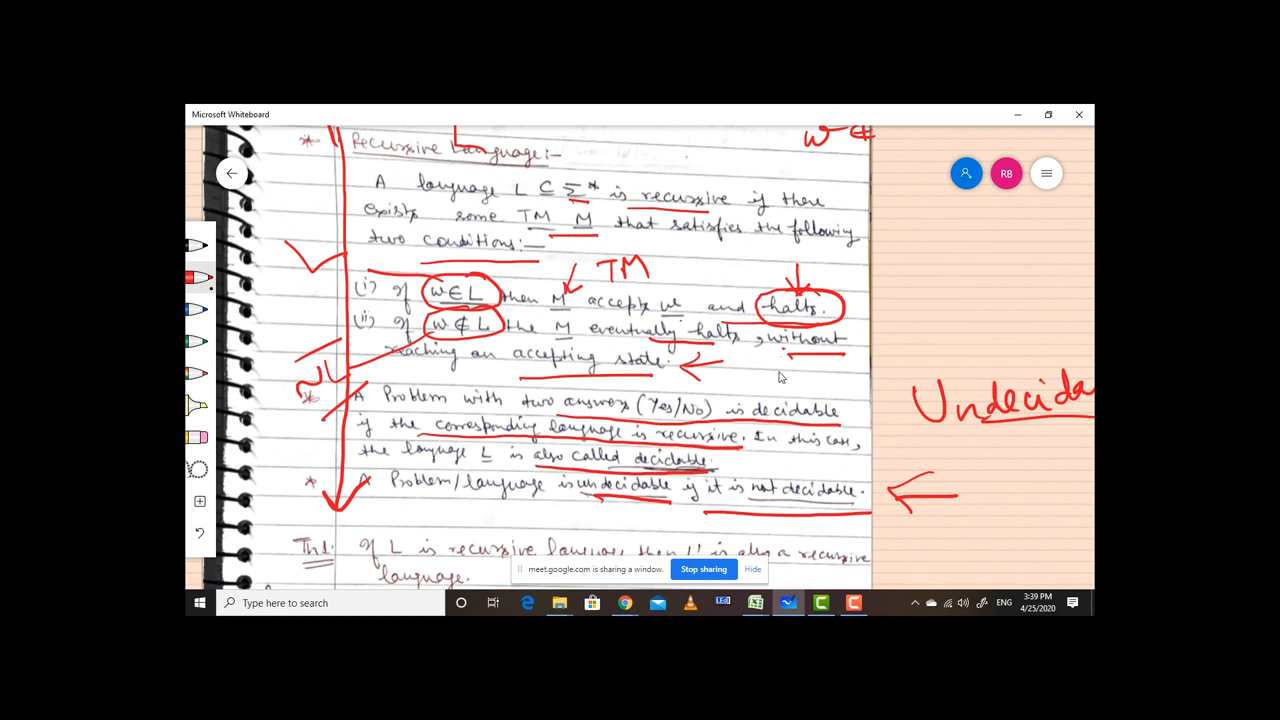 Microsoft Whiteboard
* Recursive Language:-
w ∉
RB
A language L ⊆ Σ* is recursive if there
exists some TM M that satisfies the following
two conditions:-
TM
(i) If w ∈ L then M accepts w and halts.
(ii) If w ∉ L the M eventually halts, without
reaching an accepting state.
* A Problem with two answers (Yes/No) is decidable
if the corresponding language is recursive. In this case,
the language L is also called decidable.
Undecida
* A Problem/language is undecidable if it is not decidable.
Th1. If L is recursive language then L' is also a recursive
language.
meet.google.com is sharing a window.
Stop sharing
Hide
Type here to search
ENG
3:39 PM
4/25/2020